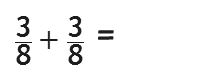 3/8 + 3/8 =